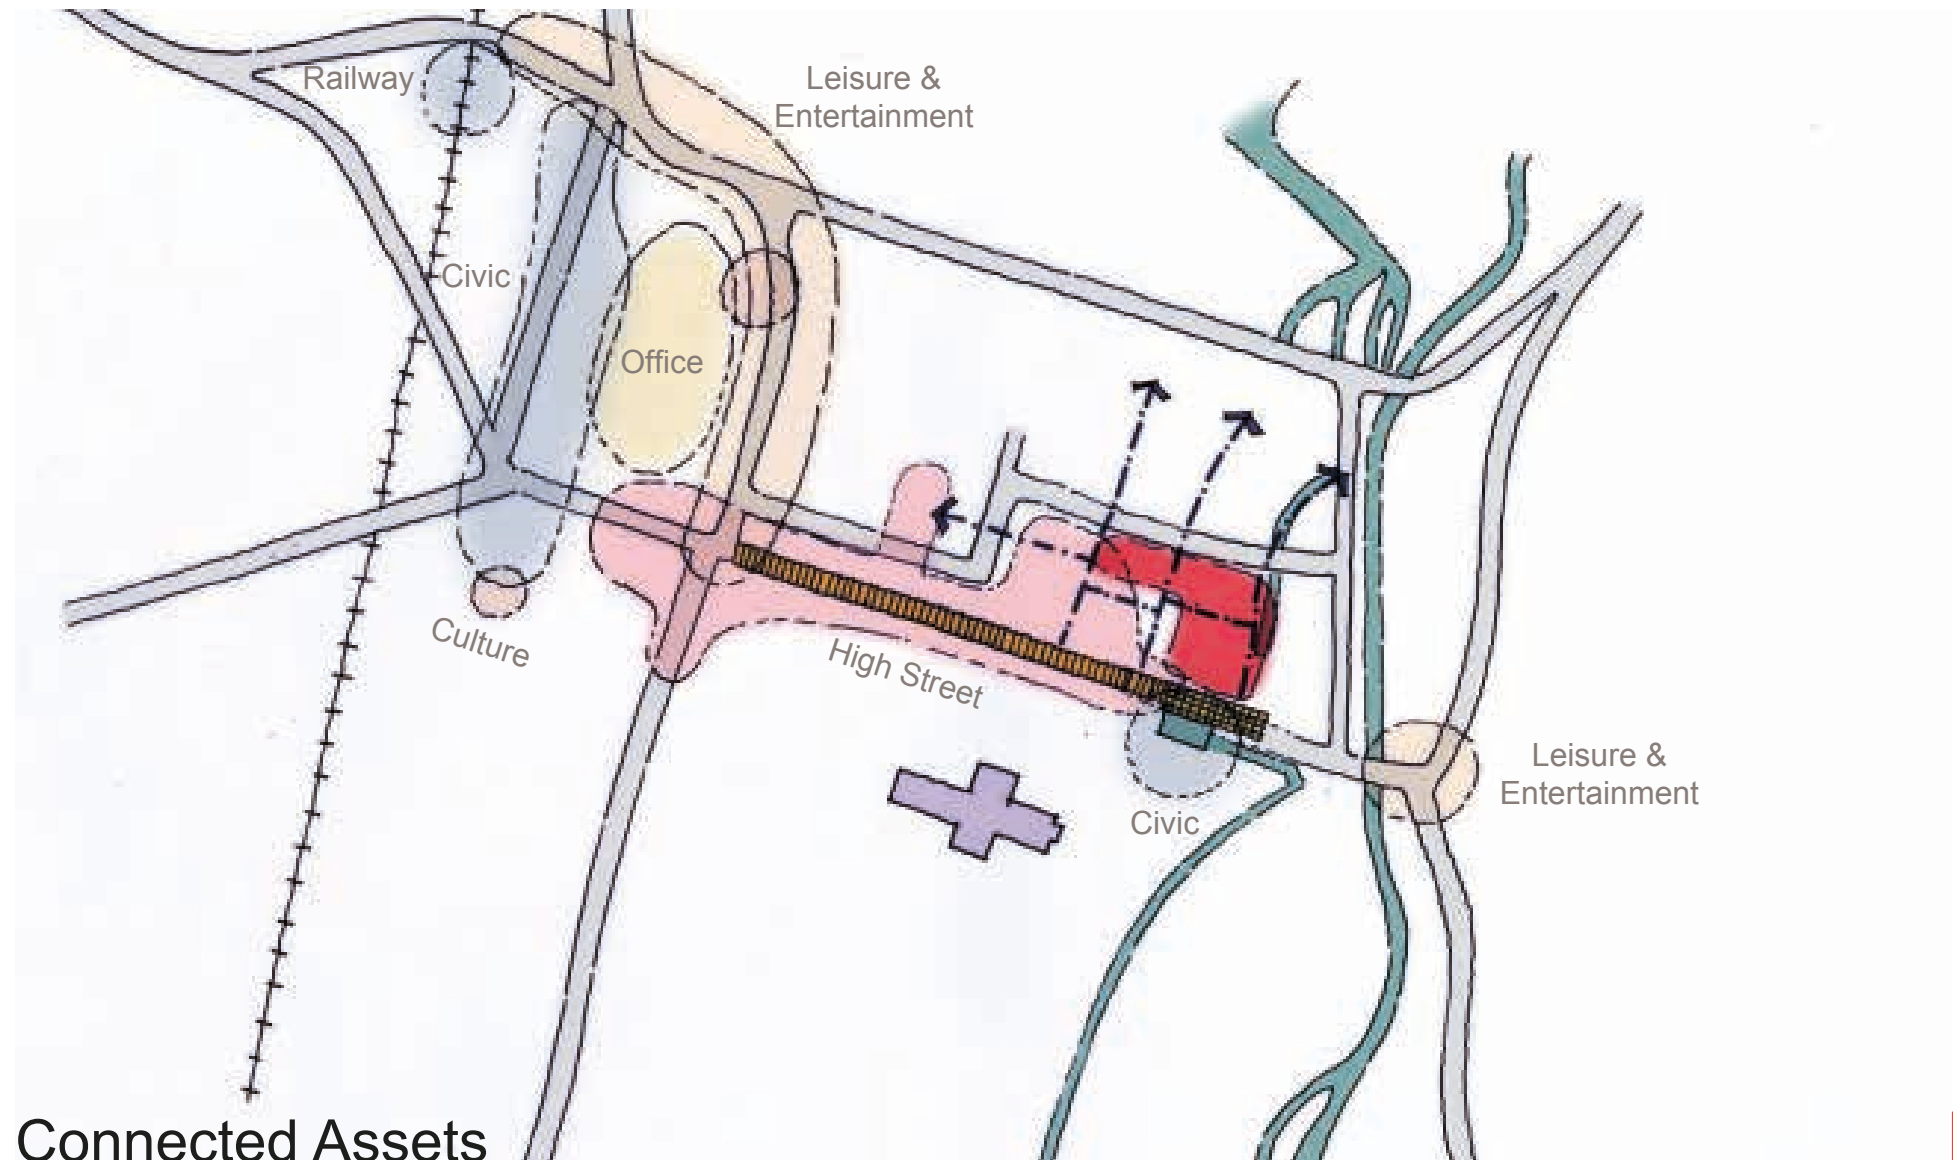 Railway
Leisure &
Entertainment
Civic
Office
Culture
High Street
Leisure &
Entertainment
Civic
Connected Assets